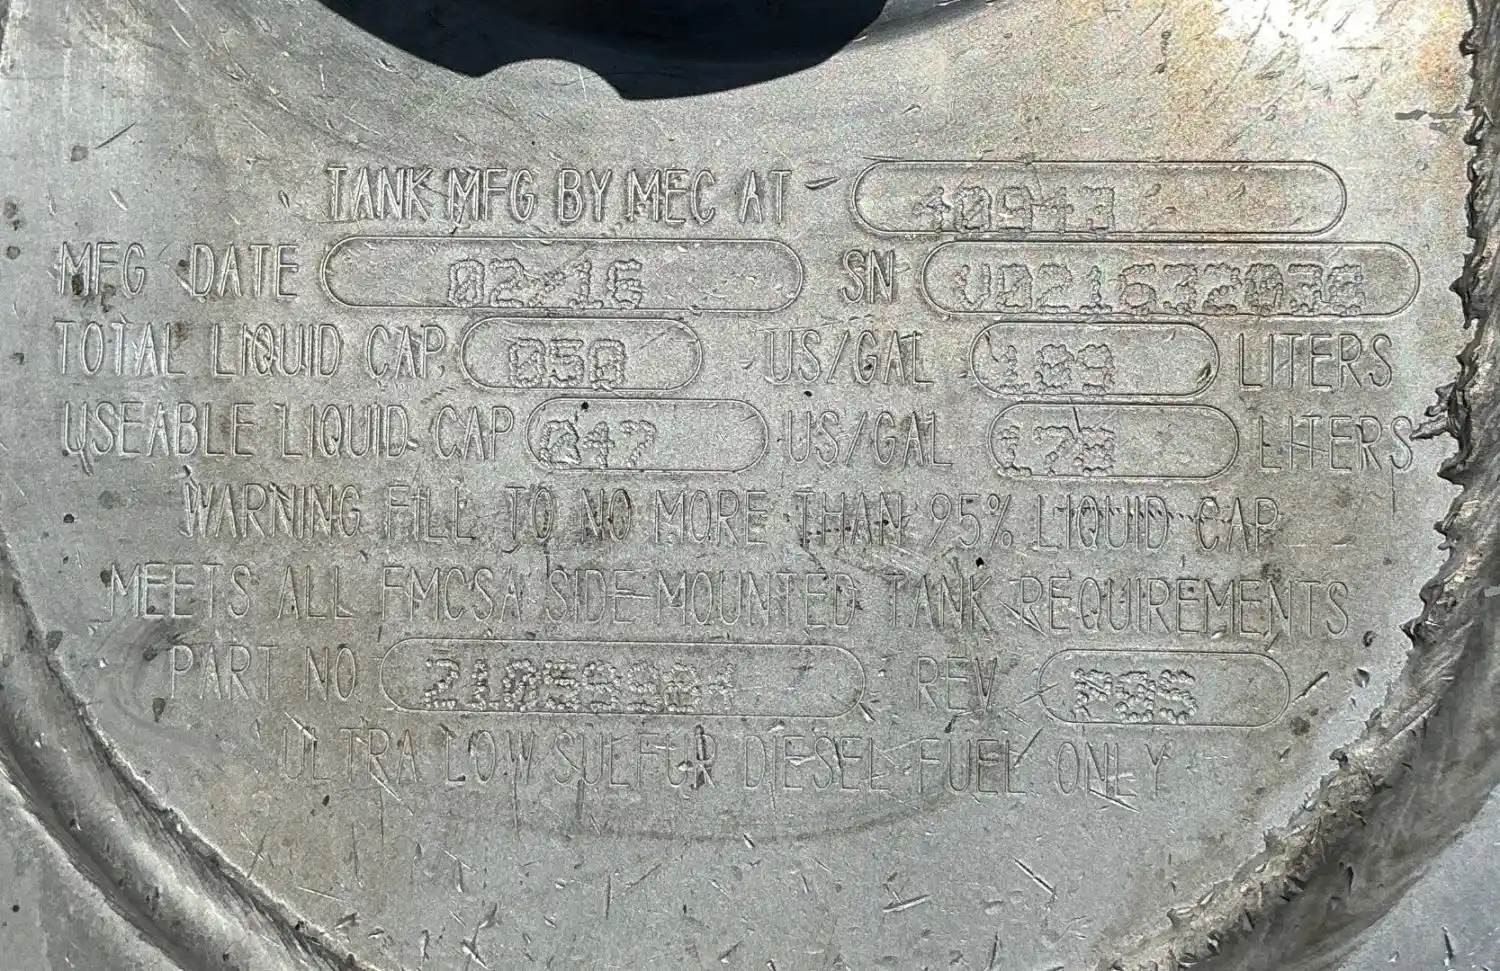 TANK MFG BY MEC AT 40943
MFG DATE 02-16 SN
TOTAL LIQUID CAP. 050 US/GAL 189 LITERS
USEABLE LIQUID CAP 047 US/GAL 178 LITERS
WARNING FILL TO NO MORE THAN 95% LIQUID CAP
MEETS ALL FMCSA SIDE-MOUNTED TANK REQUIREMENTS
PART NO REV
ULTRA LOW SULFUR DIESEL FUEL ONLY